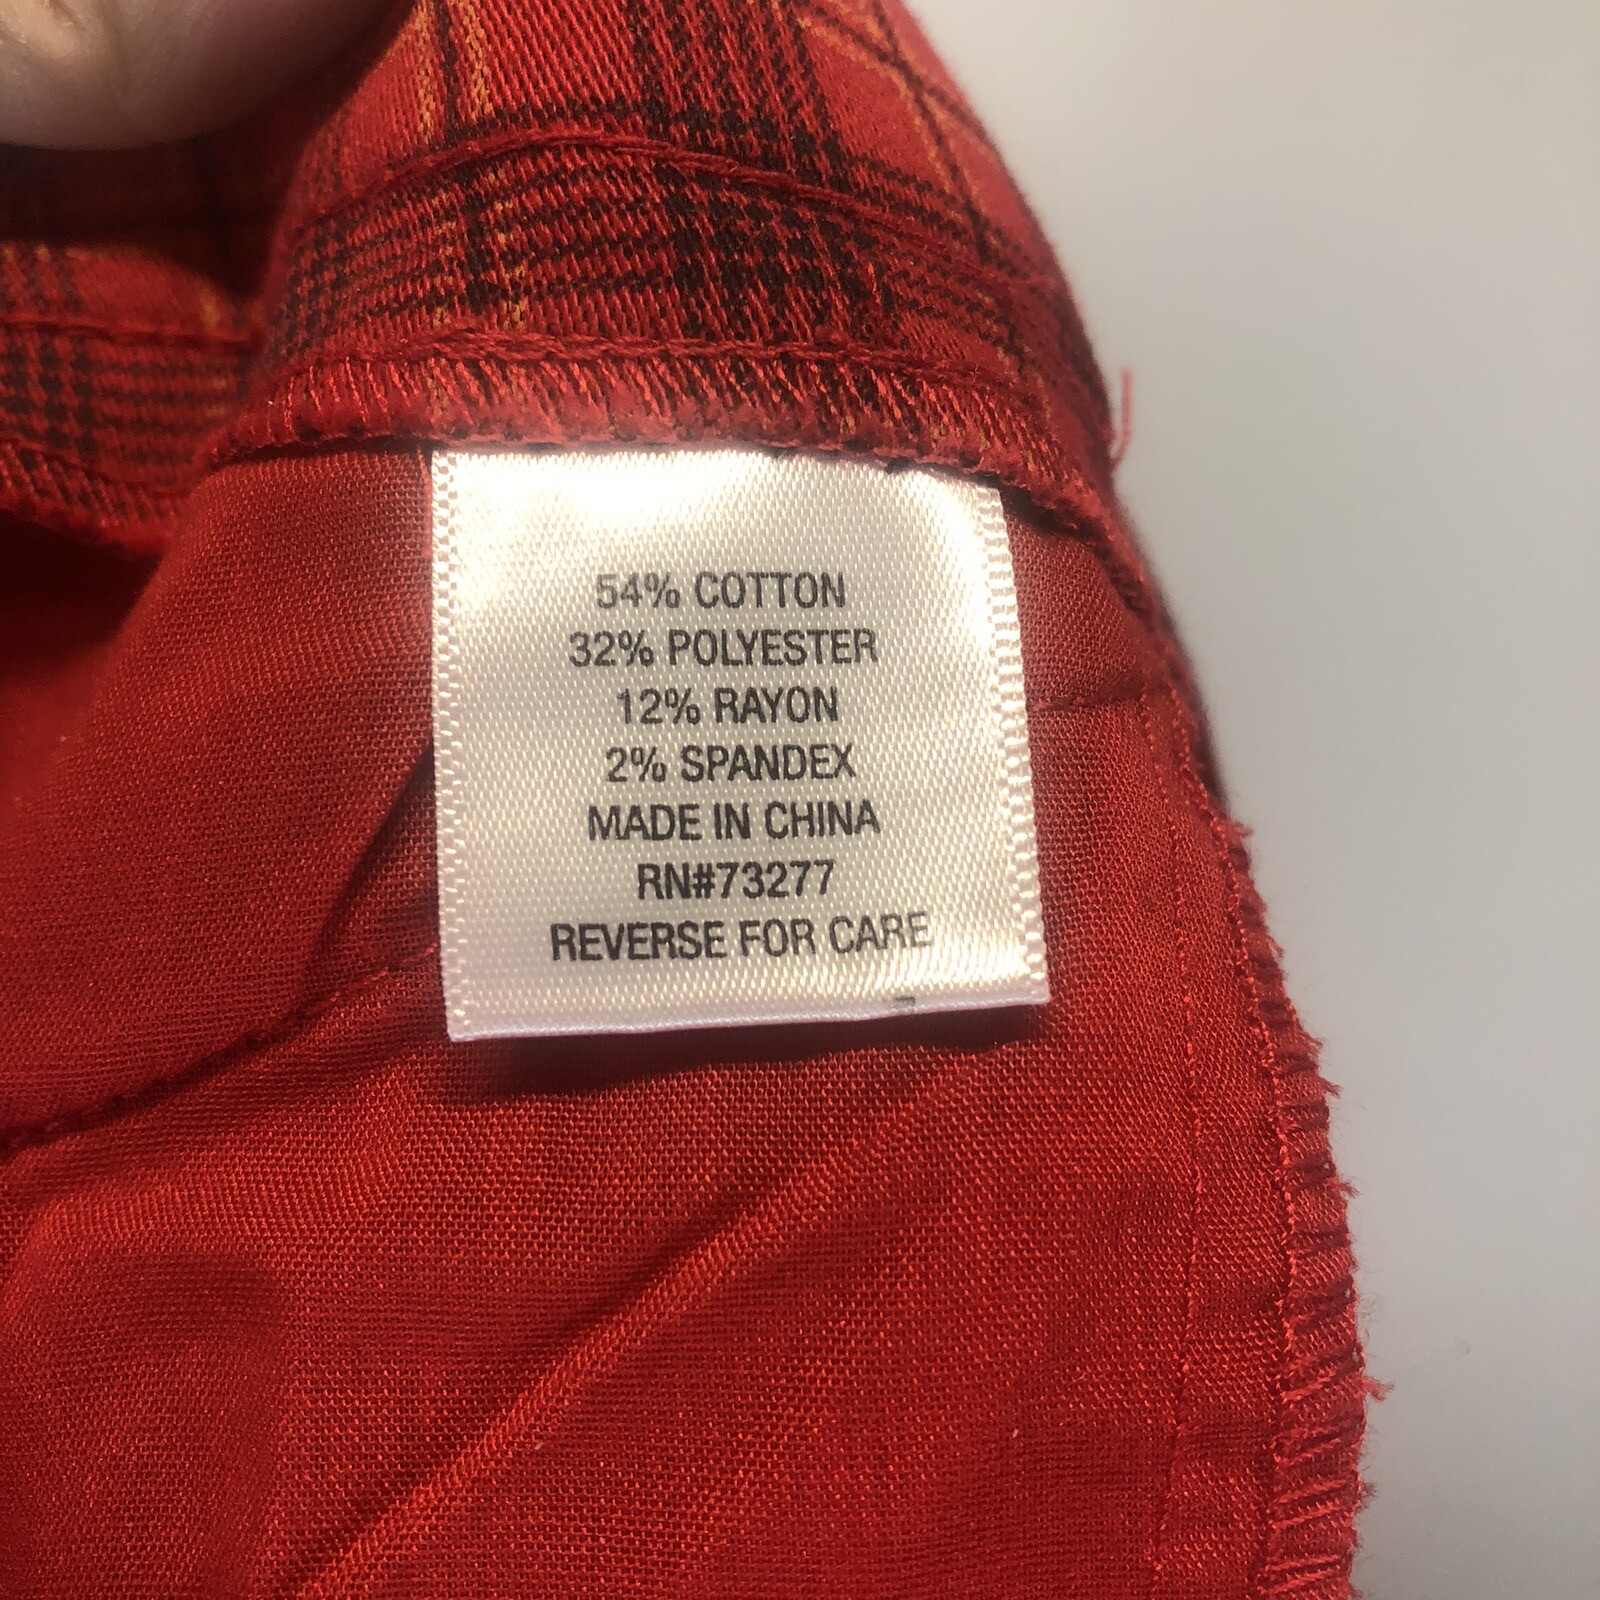 54% COTTON
32% POLYESTER
12% RAYON
2% SPANDEX
MADE IN CHINA
RN#73277
REVERSE FOR CARE